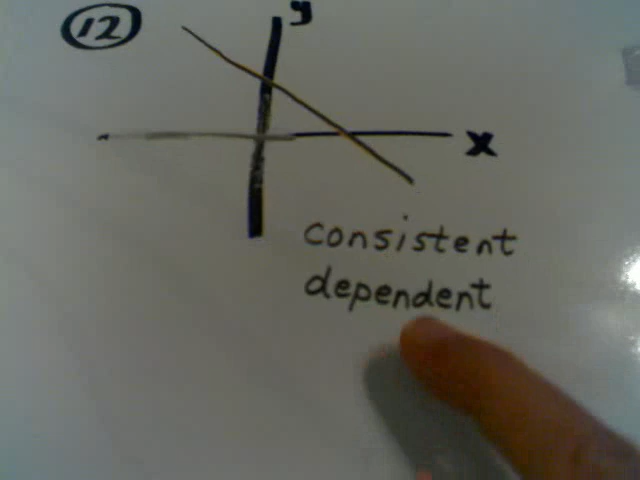 12
y
x
consistent
dependent